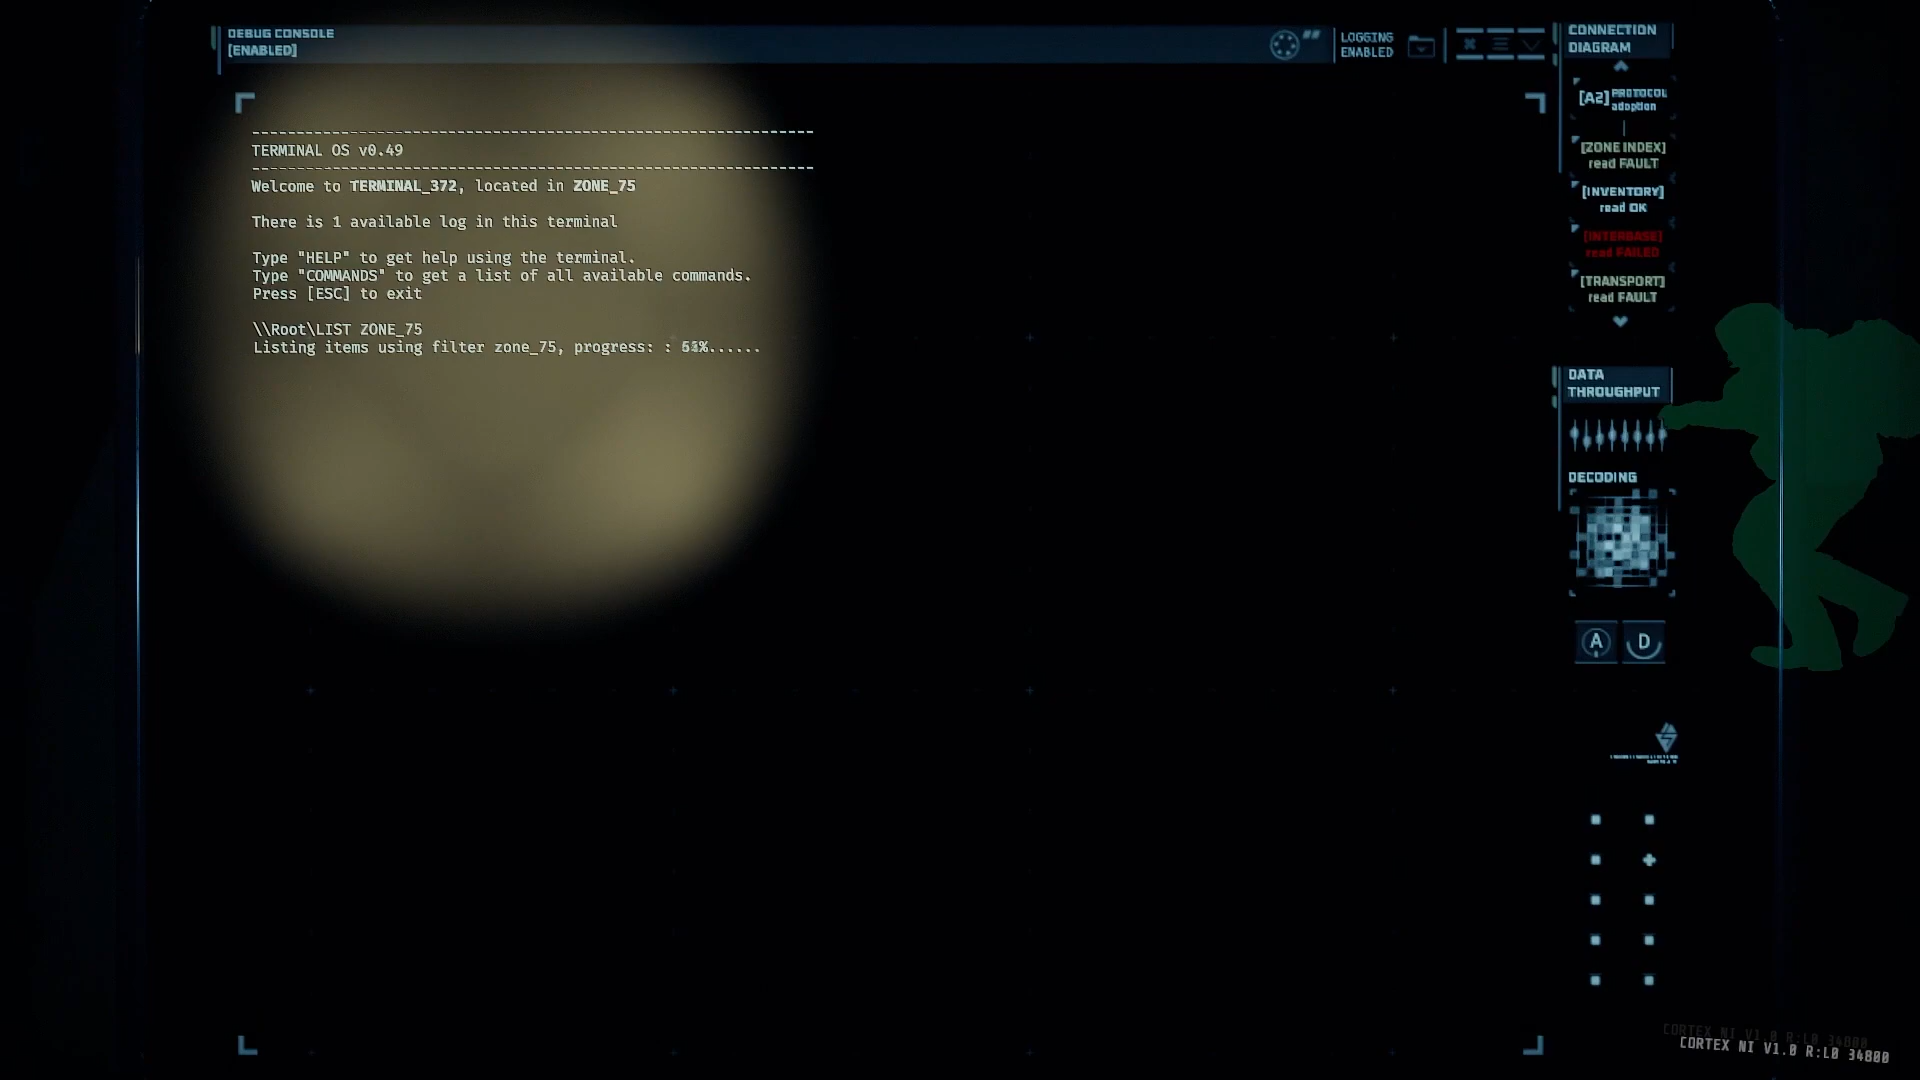 DEBUG CONSOLE
[ENABLED]
LOGGING
ENABLED
CONNECTION
DIAGRAM
[A2] PROTOCOL
adoption
[ZONE INDEX]
read FAULT
[INVENTORY]
read OK
[INTERBASE]
read FAILED
[TRANSPORT]
read FAULT
---------------------------------------------------------------
TERMINAL OS v0.49
---------------------------------------------------------------
Welcome to TERMINAL_372, located in ZONE_75
There is 1 available log in this terminal
Type "HELP" to get help using the terminal.
Type "COMMANDS" to get a list of all available commands.
Press [ESC] to exit
\\Root\LIST ZONE_75
Listing items using filter zone_75, progress: : ......
DATA
THROUGHPUT
DECODING
A D
CORTEX NI V1.0 R:L0 34800